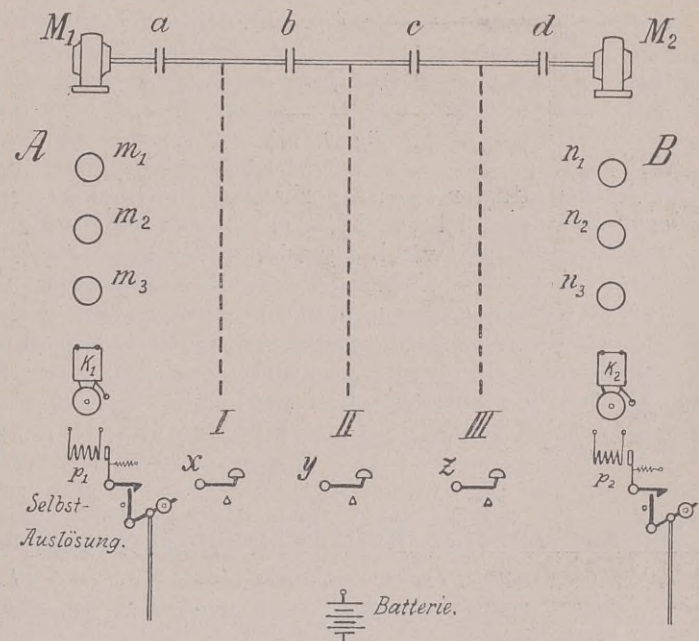 M₁ a b c d M₂
A m₁ n₁ B
m₂ n₂
m₃ n₃
K₁ K₂
I II III
p₁ x y z p₂
Selbst-
Auslösung.
Batterie.